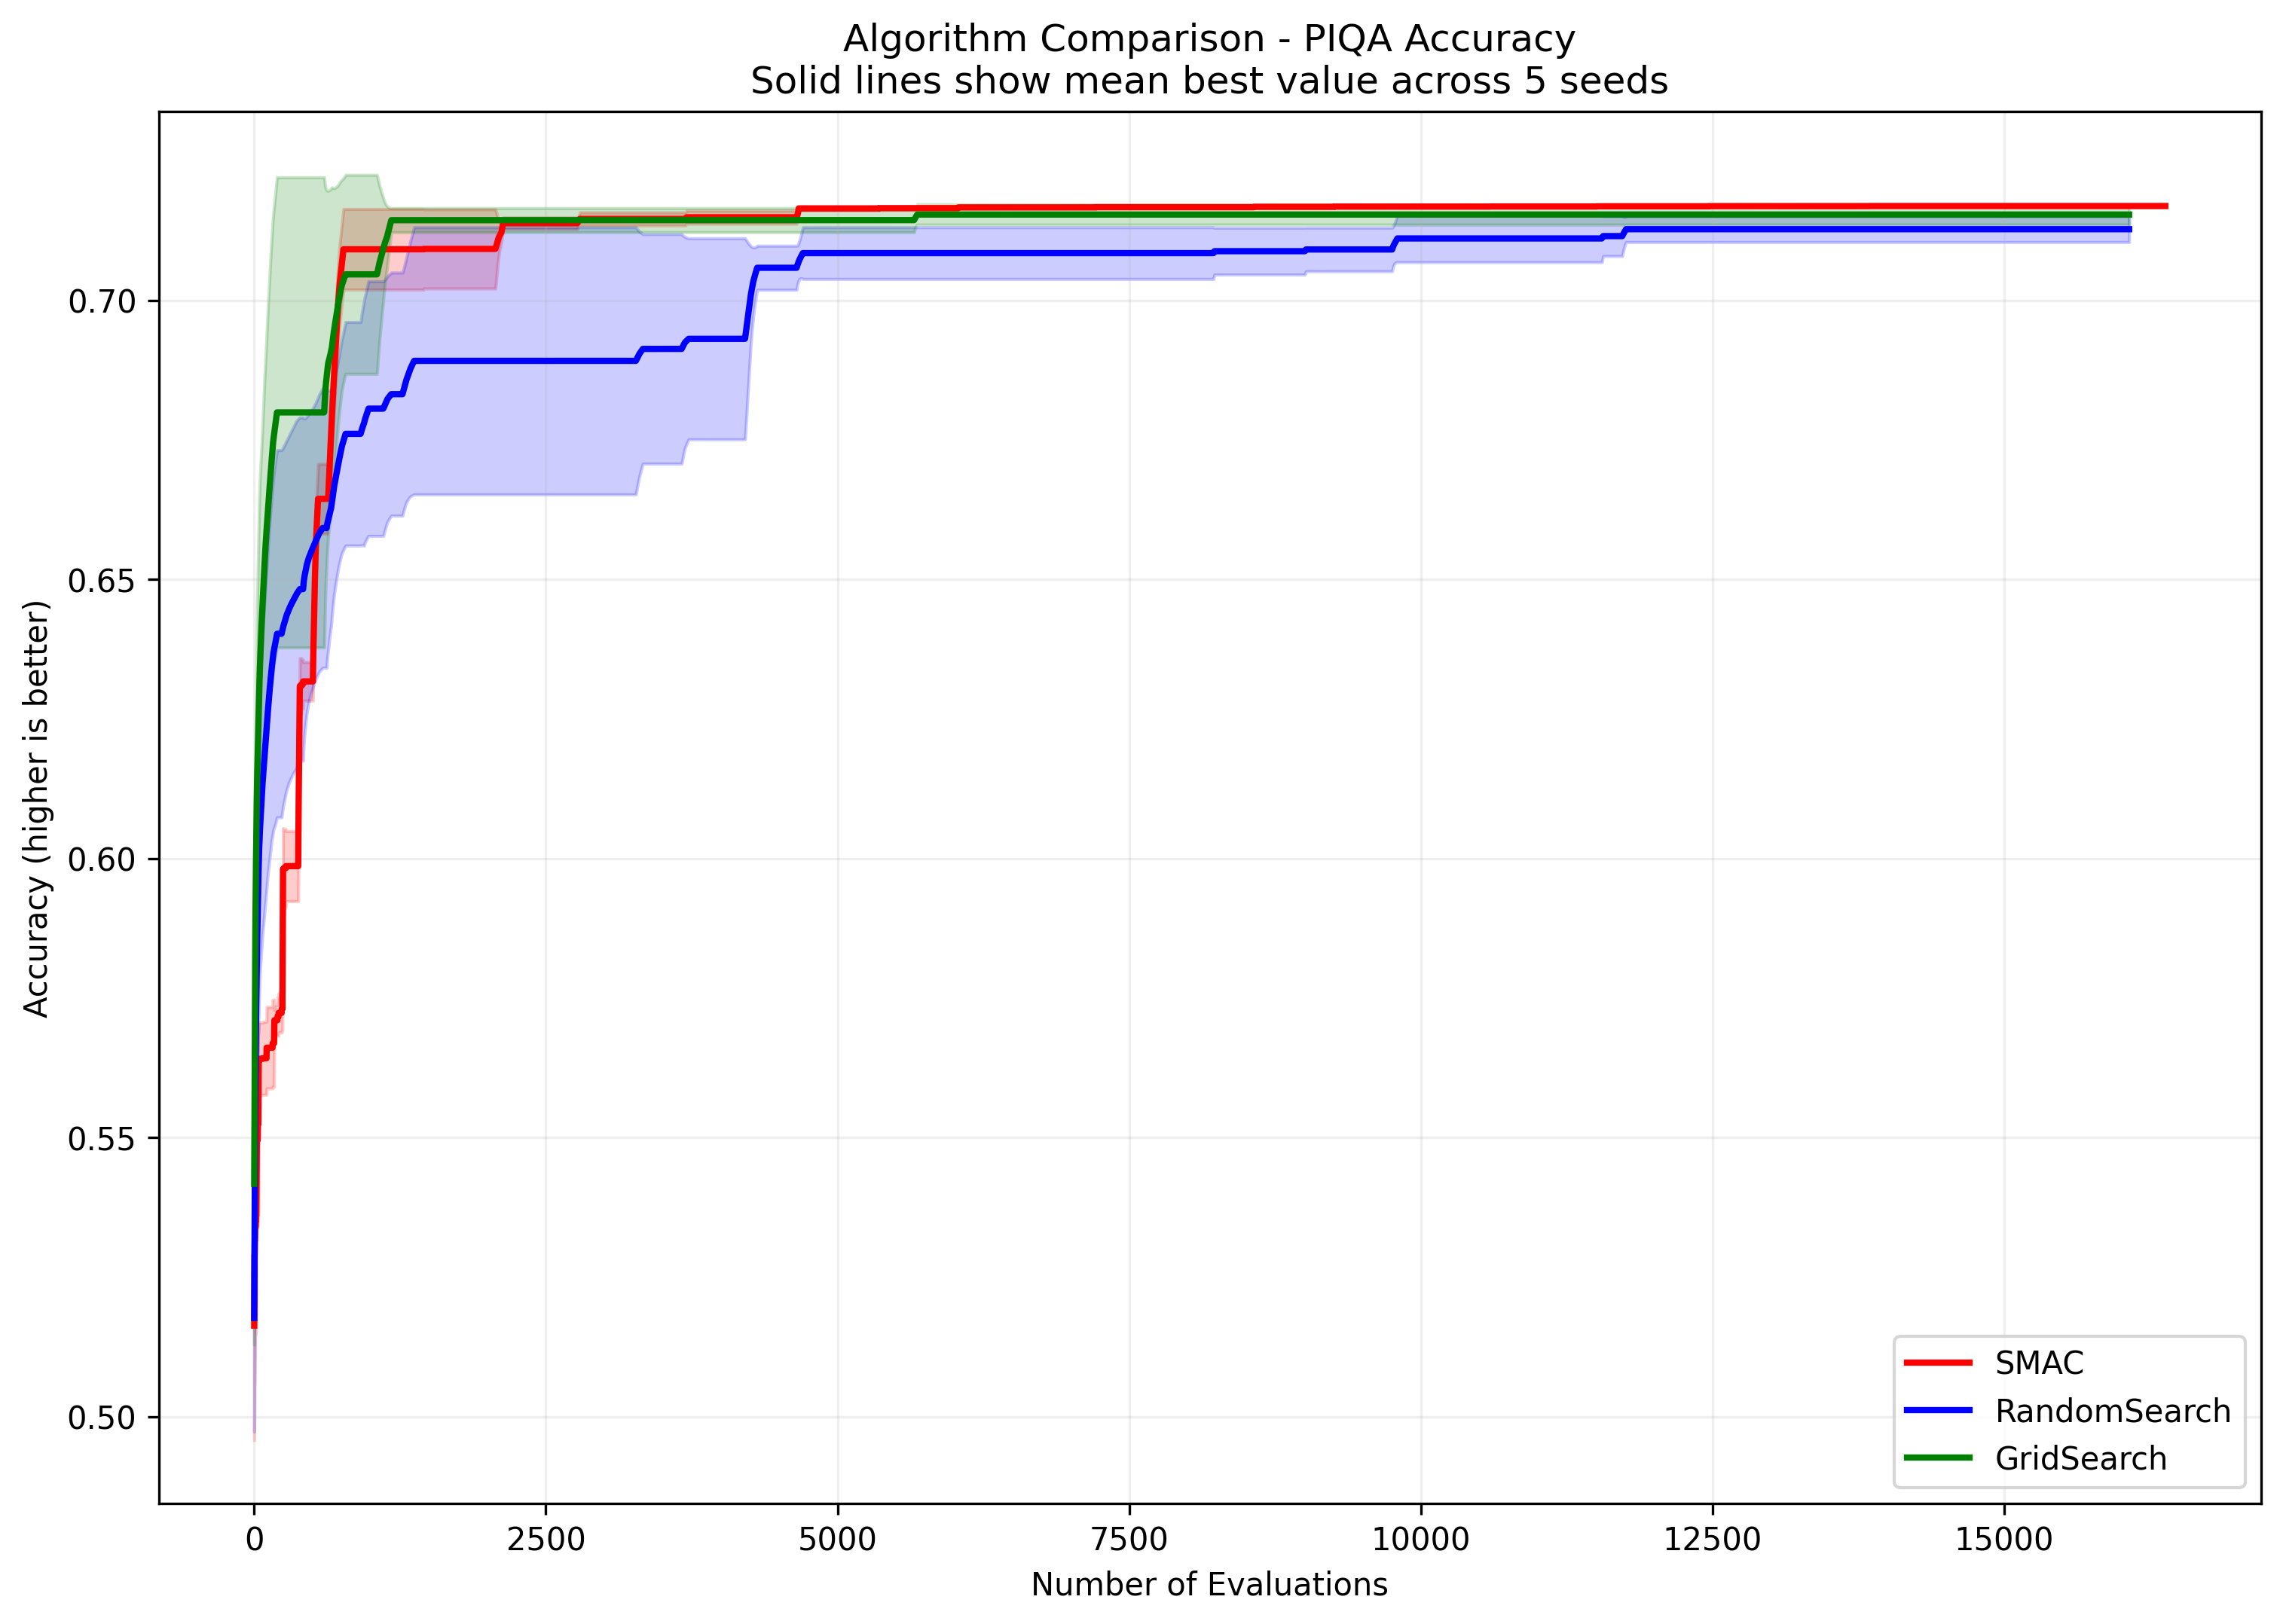 Algorithm Comparison - PIQA Accuracy
Solid lines show mean best value across 5 seeds
Accuracy (higher is better)
0.70
0.65
0.60
0.55
0.50
0
2500
5000
7500
10000
12500
15000
Number of Evaluations
SMAC
RandomSearch
GridSearch